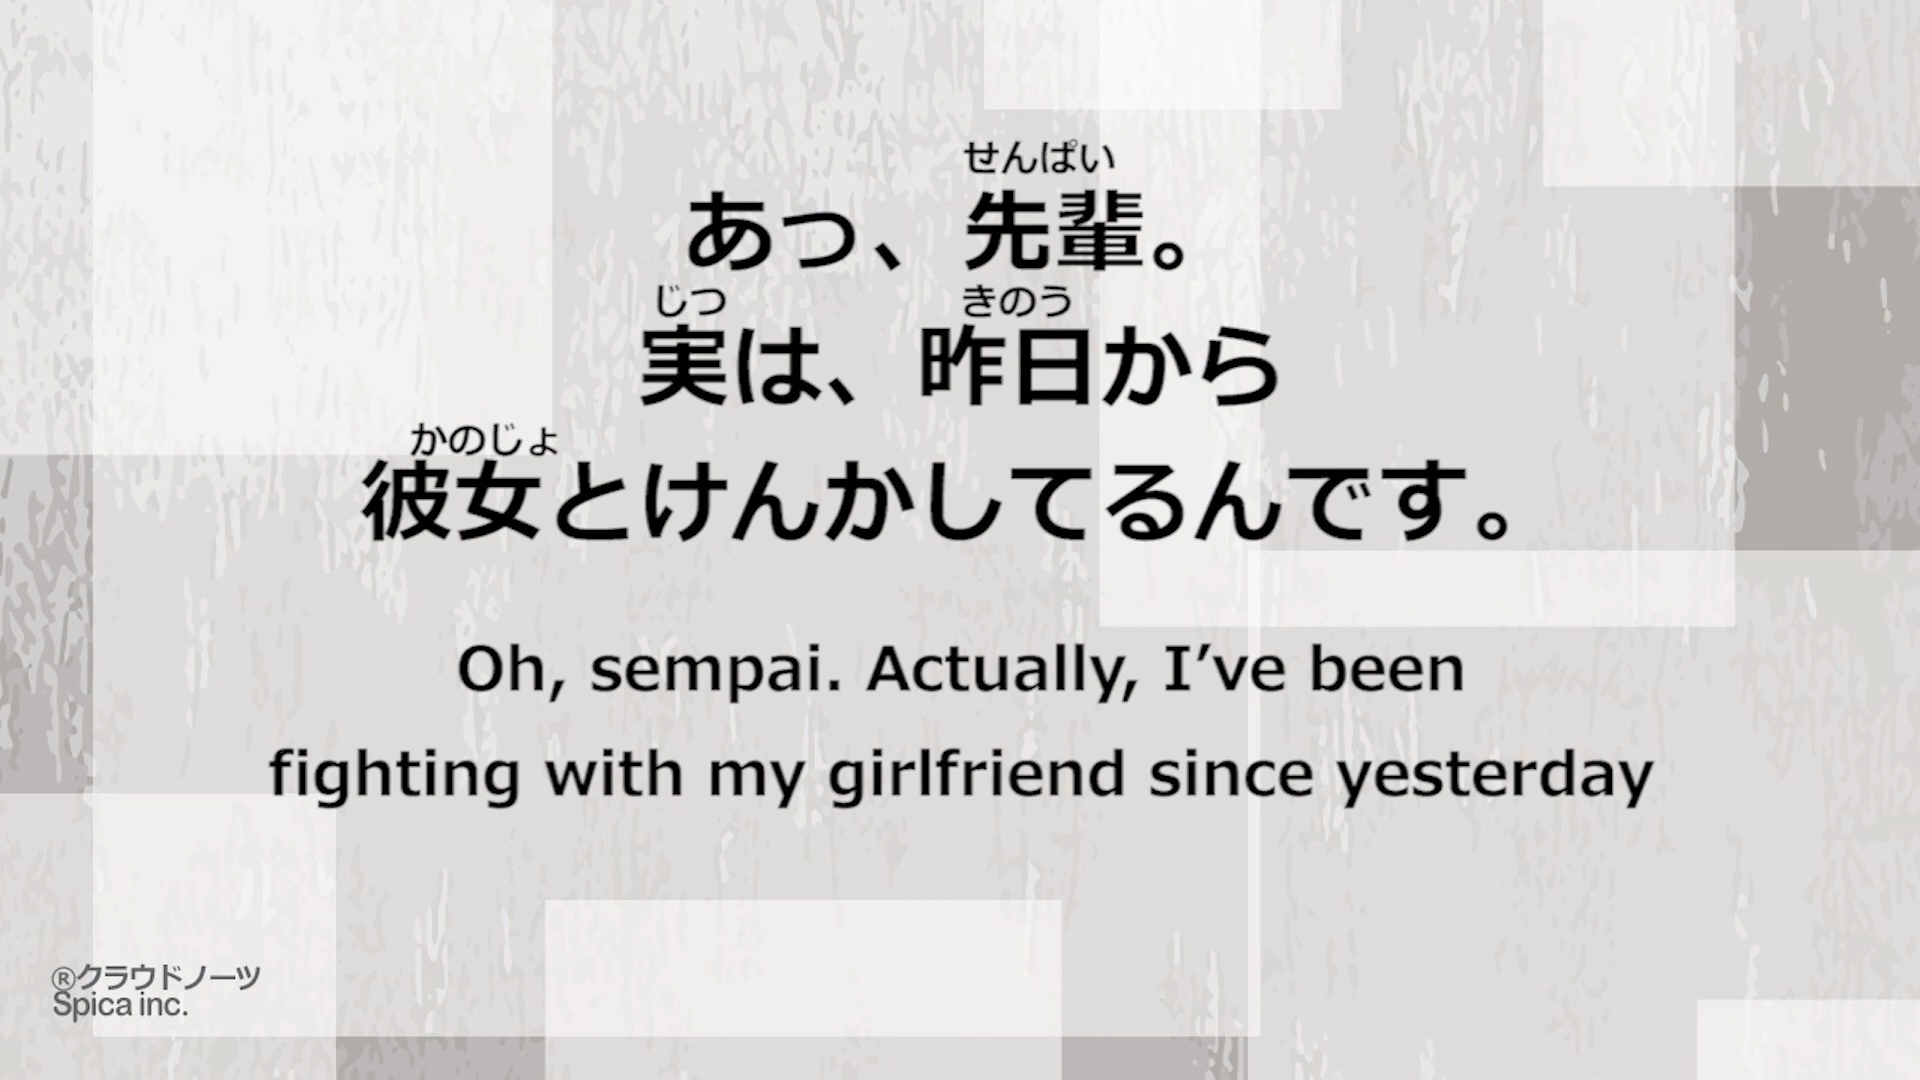 せんぱい
あっ、先輩。
じつ きのう
実は、昨日から
かのじょ
彼女とけんかしてるんです。
Oh, sempai. Actually, I’ve been
fighting with my girlfriend since yesterday
®クラウドノーツ
Spica inc.